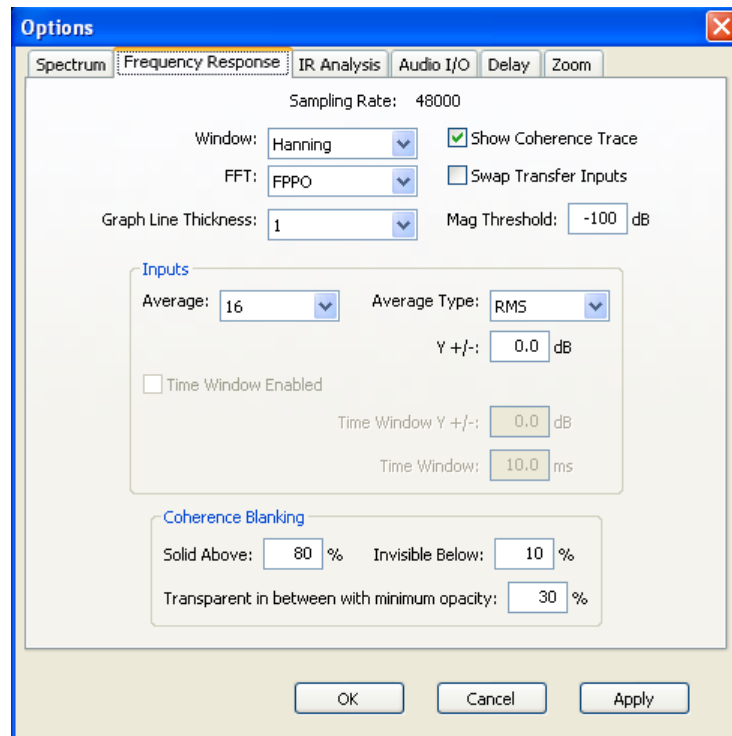 Options
Spectrum Frequency Response IR Analysis Audio I/O Delay Zoom
Sampling Rate: 48000
Window: Hanning Show Coherence Trace
FFT: FPPO Swap Transfer Inputs
Graph Line Thickness: 1 Mag Threshold: -100 dB
Inputs
Average: 16 Average Type: RMS
Y +/-: 0.0 dB
Time Window Enabled
Time Window Y +/-: 0.0 dB
Time Window: 10.0 ms
Coherence Blanking
Solid Above: 80 % Invisible Below: 10 %
Transparent in between with minimum opacity: 30 %
OK Cancel Apply